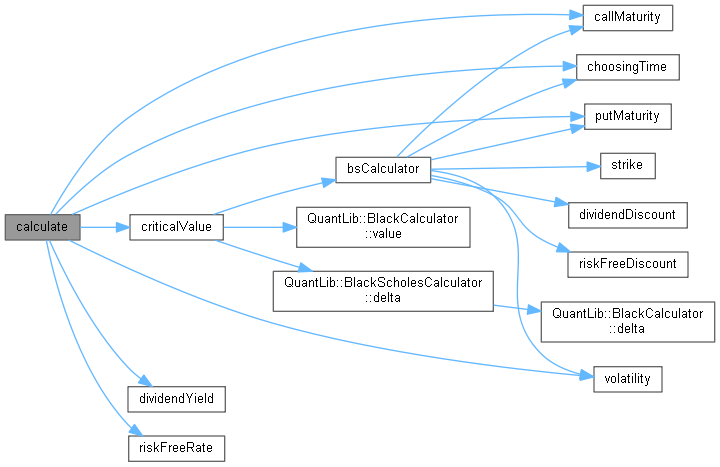 callMaturity
choosingTime
putMaturity
bsCalculator
strike
dividendDiscount
calculate
criticalValue
QuantLib::BlackCalculator
::value
riskFreeDiscount
QuantLib::BlackScholesCalculator
::delta
QuantLib::BlackCalculator
::delta
volatility
dividendYield
riskFreeRate